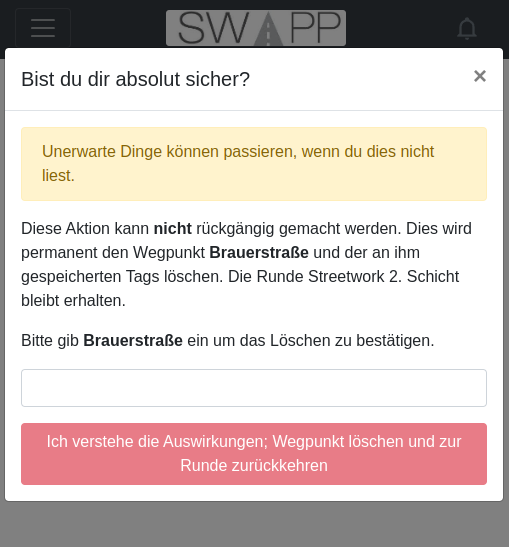 SWAPP
Bist du dir absolut sicher?
×
Unerwarte Dinge können passieren, wenn du dies nicht
liest.
Diese Aktion kann nicht rückgängig gemacht werden. Dies wird
permanent den Wegpunkt Brauerstraße und der an ihm
gespeicherten Tags löschen. Die Runde Streetwork 2. Schicht
bleibt erhalten.
Bitte gib Brauerstraße ein um das Löschen zu bestätigen.
Ich verstehe die Auswirkungen; Wegpunkt löschen und zur
Runde zurückkehren